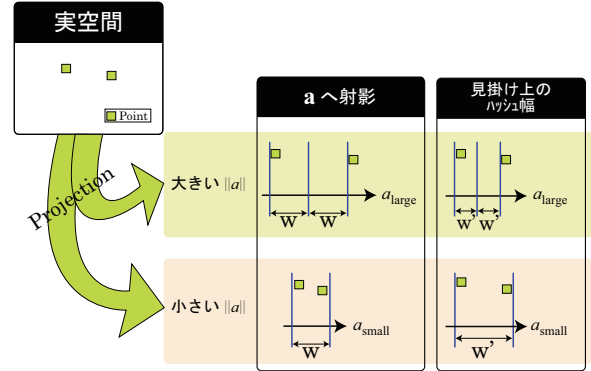 実空間
Point
Projection
a へ射影
見掛け上の
ハッシュ幅
大きい ||a||
a_large
W W
a_large
W' W'
小さい ||a||
a_small
W
a_small
W'